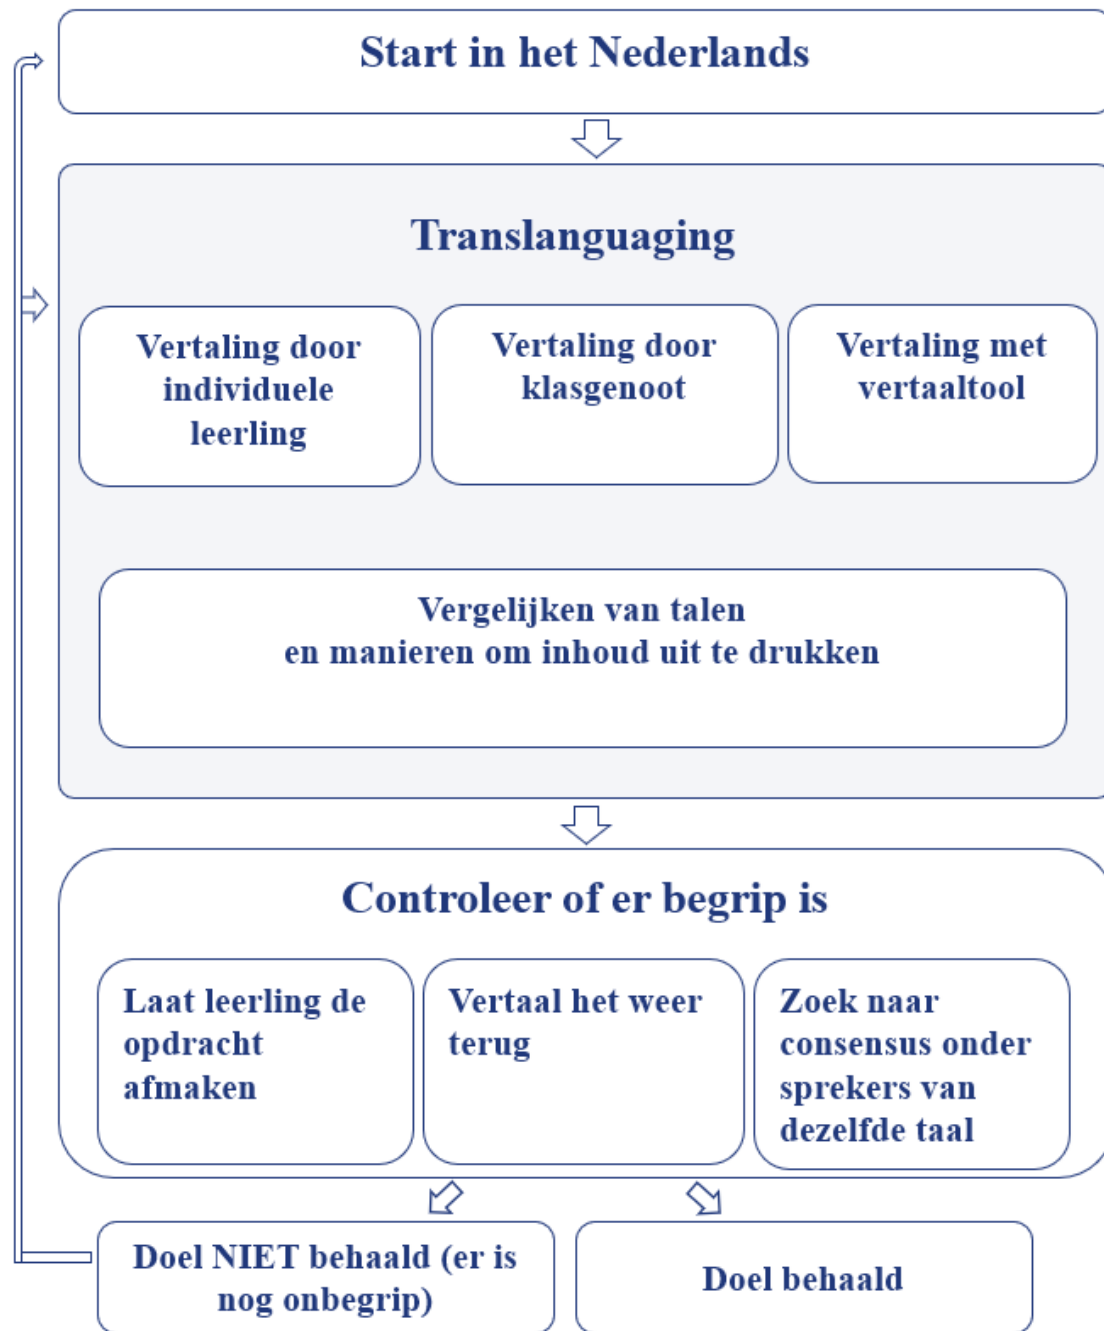 Start in het Nederlands
Translanguaging
Vertaling door
individuele
leerling
Vertaling door
klasgenoot
Vertaling met
vertaaltool
Vergelijken van talen
en manieren om inhoud uit te drukken
Controleer of er begrip is
Laat leerling de
opdracht
afmaken
Vertaal het weer
terug
Zoek naar
consensus onder
sprekers van
dezelfde taal
Doel NIET behaald (er is
nog onbegrip)
Doel behaald